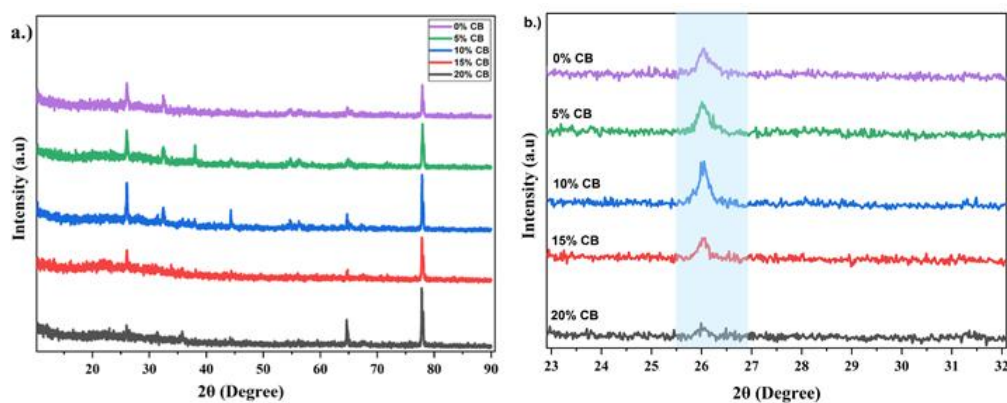 a.)
0% CB
5% CB
10% CB
15% CB
20% CB
Intensity (a.u)
20 30 40 50 60 70 80 90
2θ (Degree)
b.)
0% CB
5% CB
10% CB
15% CB
20% CB
Intensity (a.u)
23 24 25 26 27 28 29 30 31 32
2θ (Degree)